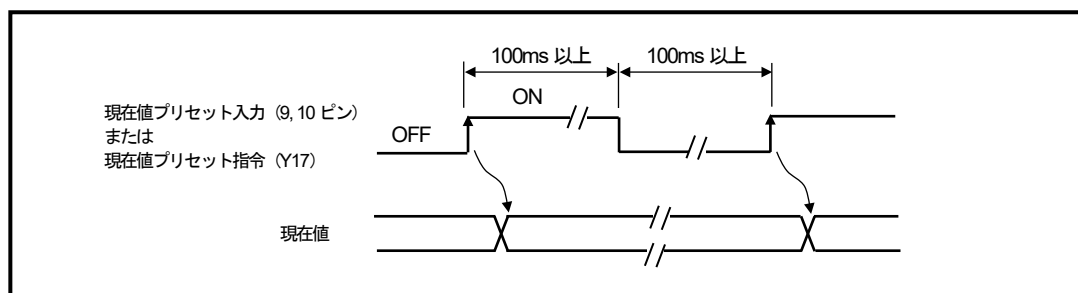 100ms 以上
100ms 以上
ON
現在値プリセット入力（9, 10 ピン）
または
OFF
現在値プリセット指令（Y17）
現在値